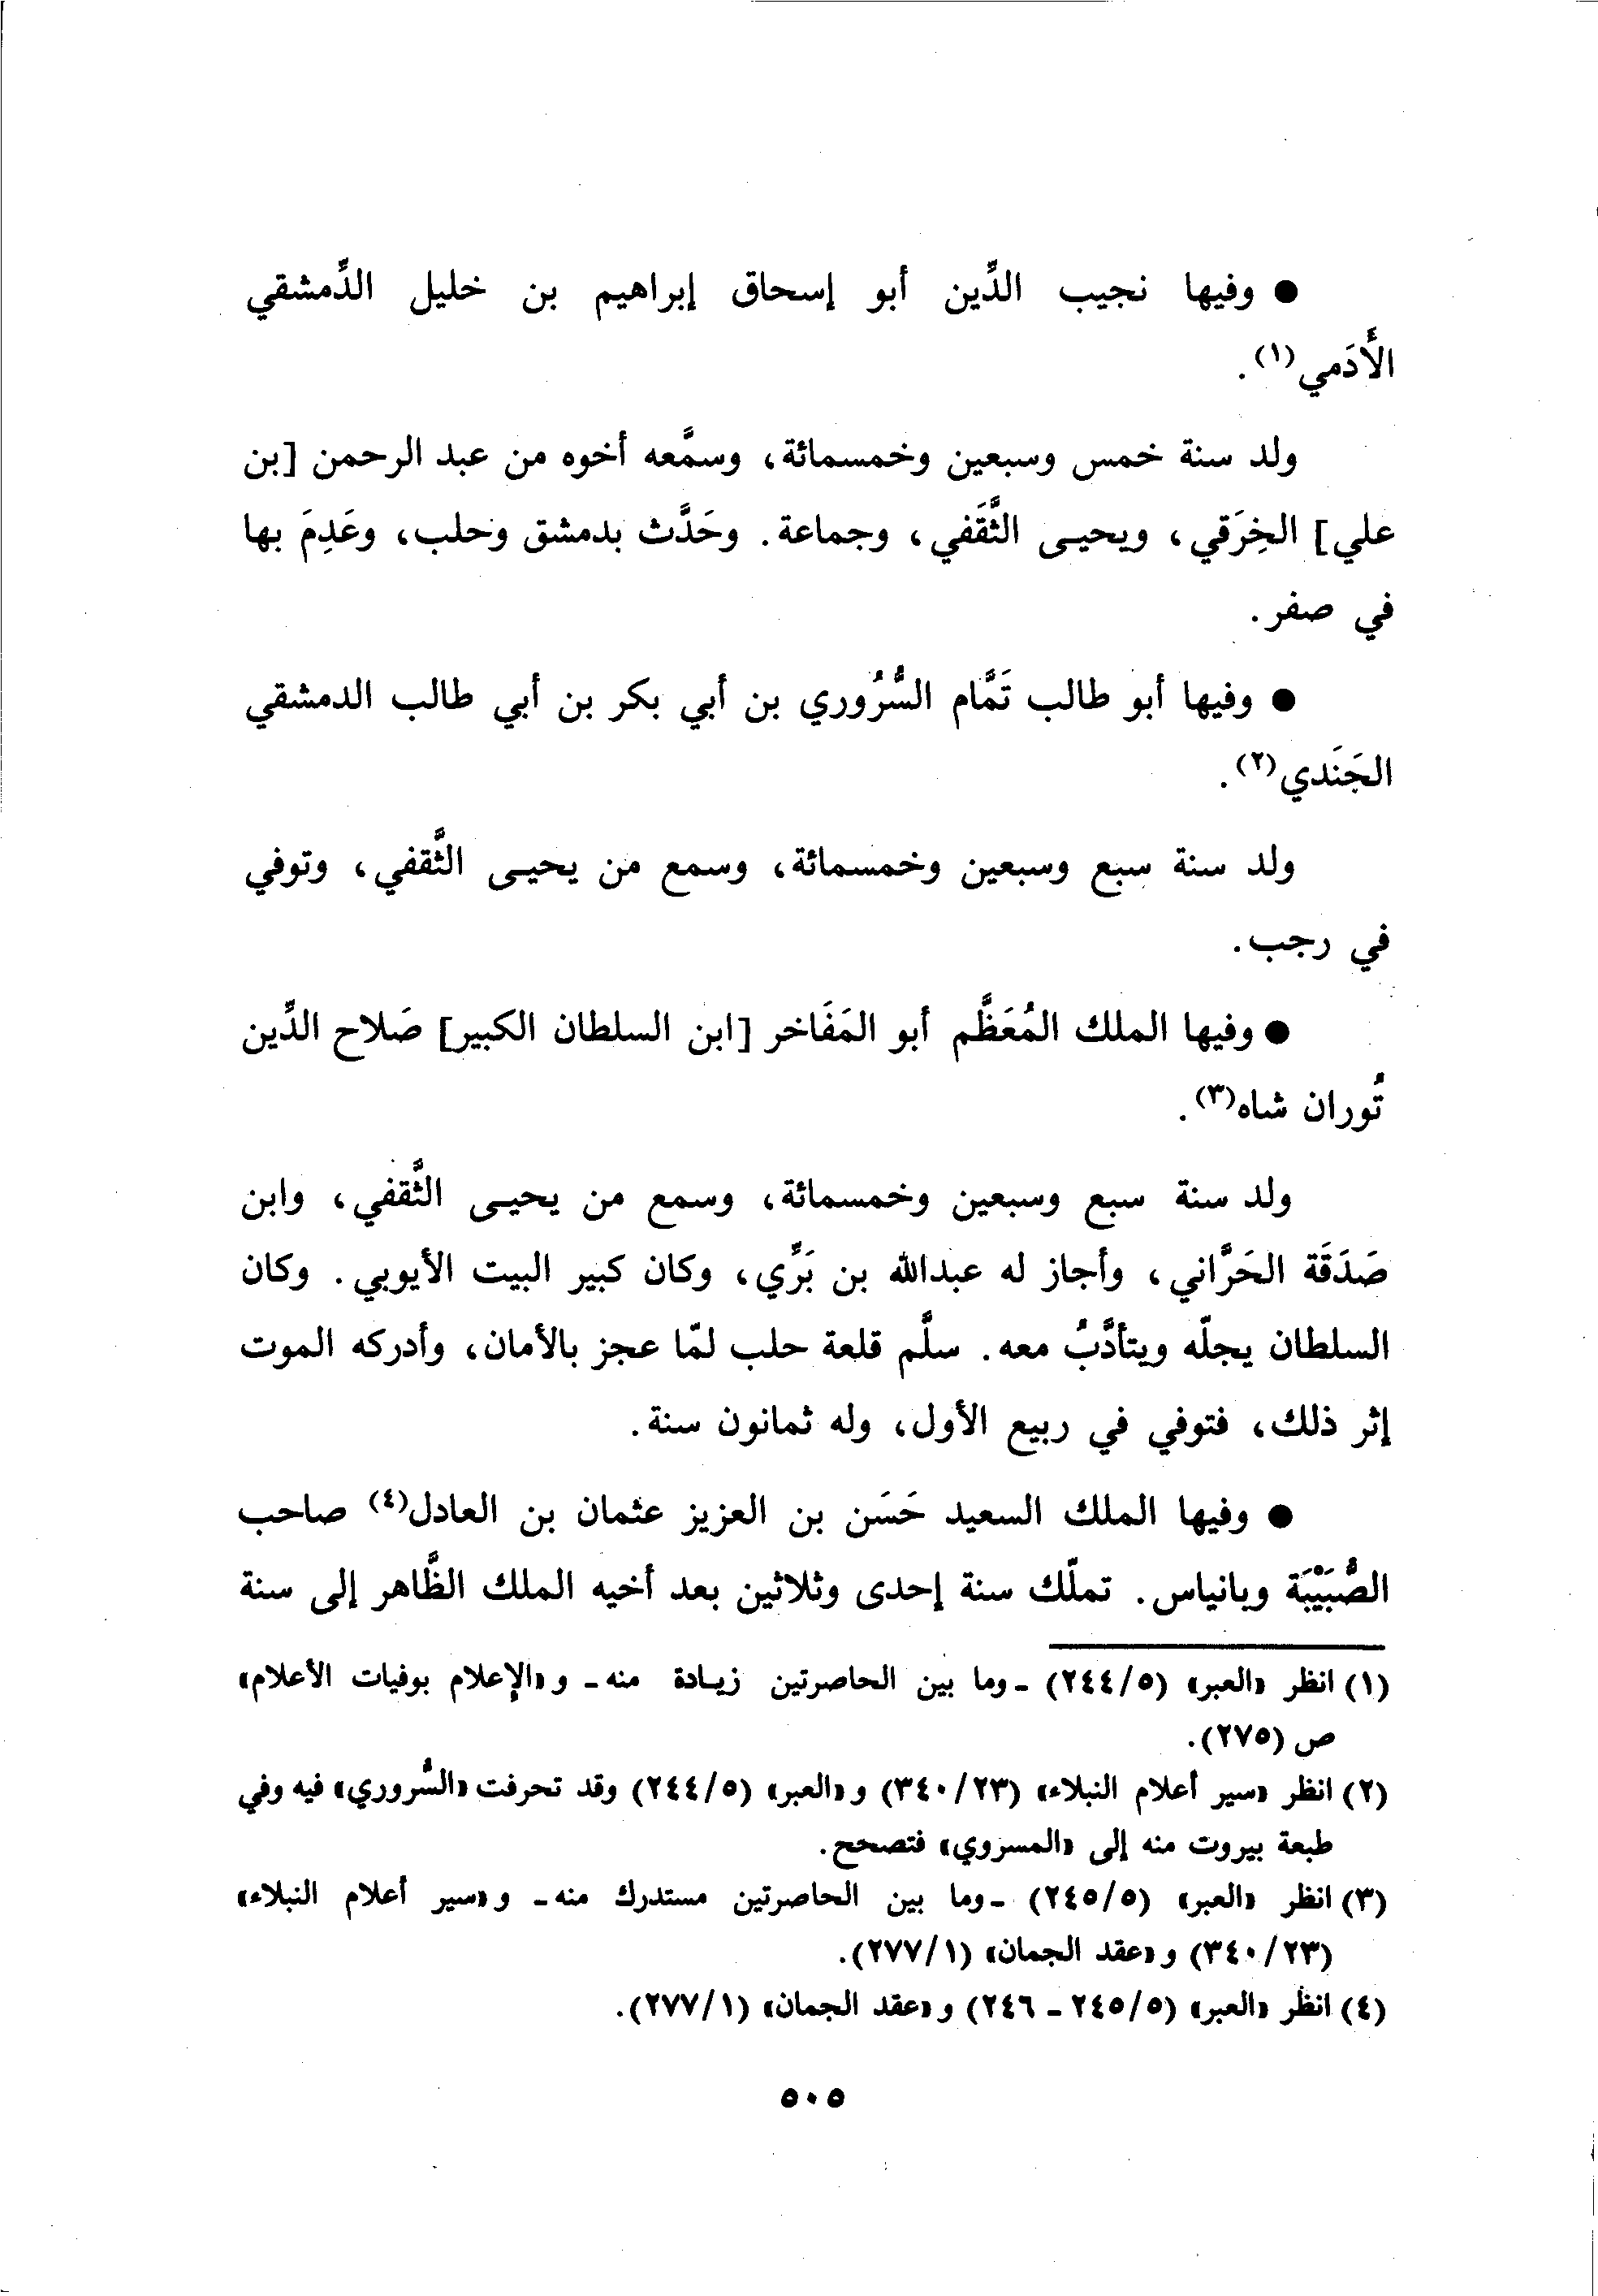 ● وفيها نجيب الدِّين أبو إسحاق إبراهيم بن خليل الدِّمشقي
الأَدَمي(١).
ولد سنة خمس وسبعين وخمسمائة، وسمَّعه أخوه من عبد الرحمن [بن
علي] الخِرَقي، ويحيـى الثَّقَفي، وجماعة. وحَدَّث بدمشق وحلب، وعَدِمَ بها
في صفر.
● وفيها أبو طالب تَمَّام السُّرُوري بن أبي بكر بن أبي طالب الدمشقي
الجَنَدي(٢).
ولد سنة سبع وسبعين وخمسمائة، وسمع من يحيـى الثَّقفي، وتوفي
في رجب.
● وفيها الملك المُعَظَّم أبو المَفَاخر [ابن السلطان الكبير] صَلاح الدِّين
تُوران شاه(٣).
ولد سنة سبع وسبعين وخمسمائة، وسمع من يحيـى الثَّقفي، وابن
صَدَقَة الحَرَّاني، وأجاز له عبدالله بن بَرِّي، وكان كبير البيت الأيوبي. وكان
السلطان يجلّه ويتأدَّبُ معه. سلَّم قلعة حلب لمّا عجز بالأمان، وأدركه الموت
إثر ذلك، فتوفي في ربيع الأول، وله ثمانون سنة.
● وفيها الملك السعيد حَسَن بن العزيز عثمان بن العادل(٤) صاحب
الصُّبَيْبَة وبانياس. تملّك سنة إحدى وثلاثين بعد أخيه الملك الظَّاهر إلى سنة
(١) انظر «العبر» (٢٤٤/٥) ـ وما بين الحاصرتين زيـادة منه ـ و «الإعلام بوفيات الأعلام»
ص (٢٧٥).
(٢) انظر «سير أعلام النبلاء» (٣٤٠/٢٣) و «العبر» (٢٤٤/٥) وقد تحرفت «السُّروري» فيه وفي
طبعة بيروت منه إلى «المسروي» فتصحح.
(٣) انظر «العبر» (٢٤٥/٥) ـ وما بين الحاصرتين مستدرك منه ـ و «سير أعلام النبلاء»
(٣٤٠/٢٣) و «عقد الجمان» (٢٧٧/١).
(٤) انظر «العبر» (٢٤٥/٥ ـ ٢٤٦) و «عقد الجمان» (٢٧٧/١).
٥٠٥